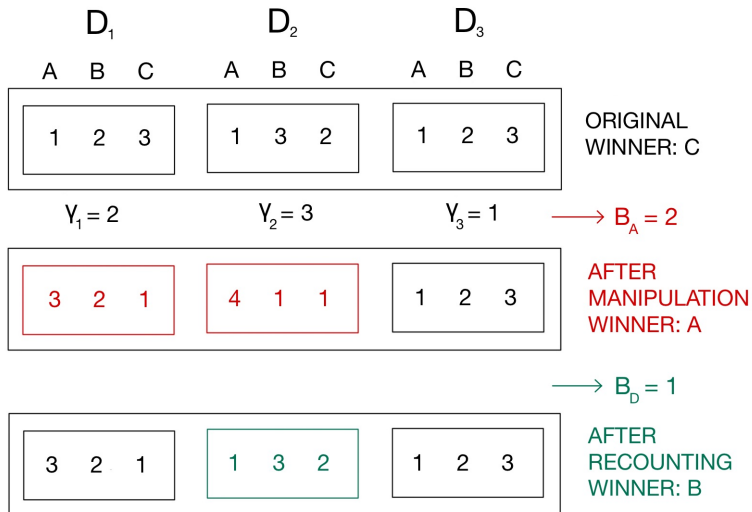 D₁ D₂ D₃
A B C A B C A B C
1 2 3 1 3 2 1 2 3
ORIGINAL
WINNER: C
γ₁ = 2 γ₂ = 3 γ₃ = 1
B_A = 2
3 2 1 4 1 1 1 2 3
AFTER
MANIPULATION
WINNER: A
B_D = 1
3 2 1 1 3 2 1 2 3
AFTER
RECOUNTING
WINNER: B